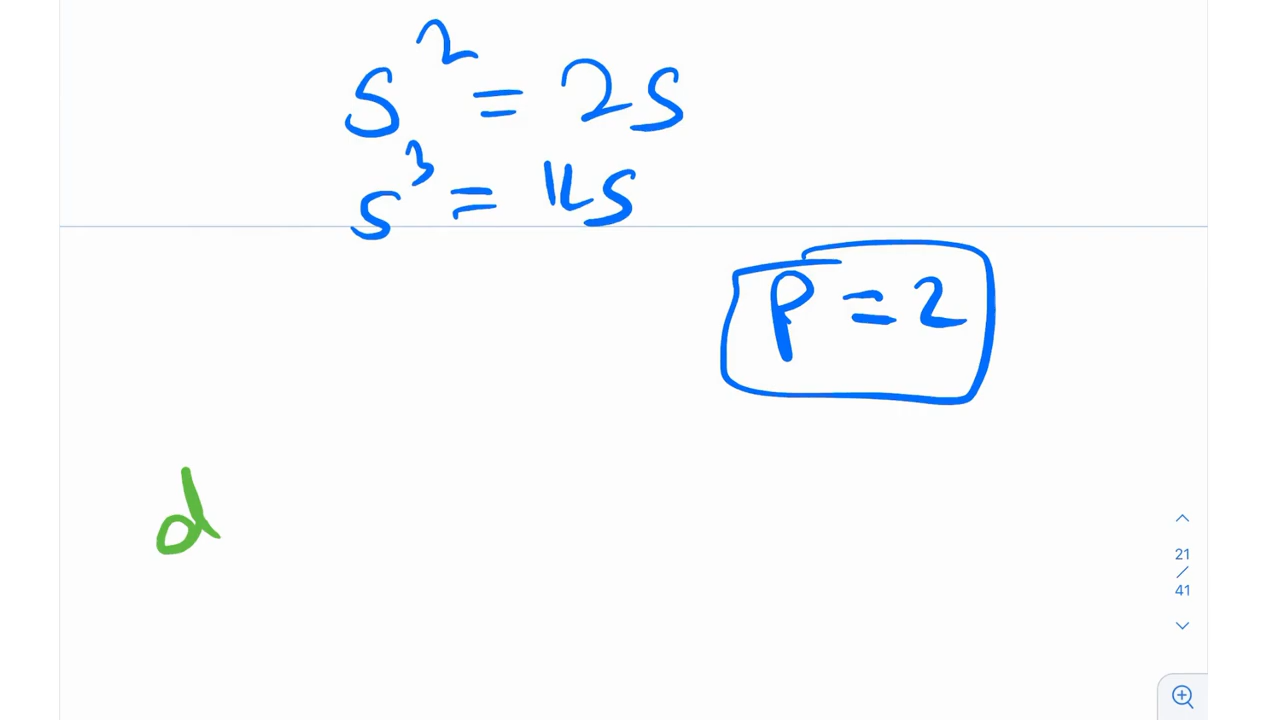 s² = 2s
s³ = 4s
P = 2
d
21
/
41